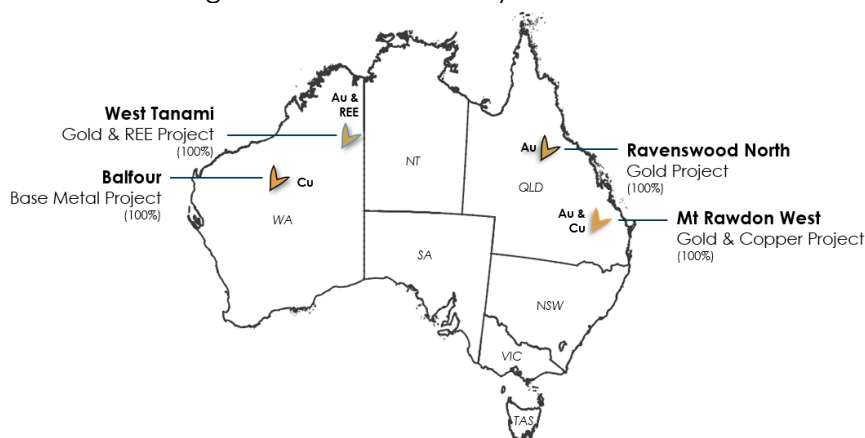 Au &
REE
West Tanami
Gold & REE Project
(100%)
Balfour
Base Metal Project
(100%)
Cu
WA
NT
SA
Au
QLD
Ravenswood North
Gold Project
(100%)
Au &
Cu
Mt Rawdon West
Gold & Copper Project
(100%)
NSW
VIC
TAS